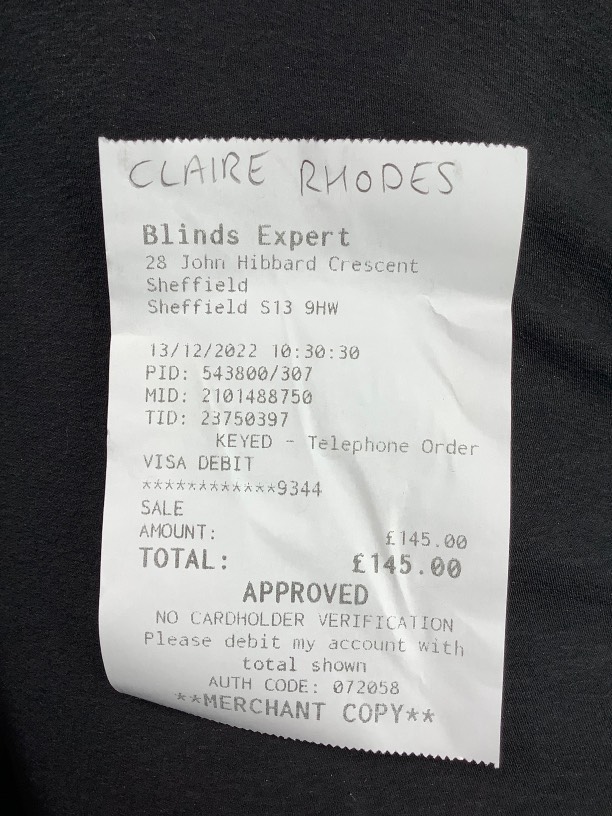 CLAIRE RHODES
Blinds Expert
28 John Hibbard Crescent
Sheffield
Sheffield S13 9HW
13/12/2022 10:30:30
PID: 543800/307
MID: 2101488750
TID: 23750397
KEYED - Telephone Order
VISA DEBIT
************9344
SALE
AMOUNT: £145.00
TOTAL: £145.00
APPROVED
NO CARDHOLDER VERIFICATION
Please debit my account with
total shown
AUTH CODE: 072058
**MERCHANT COPY**